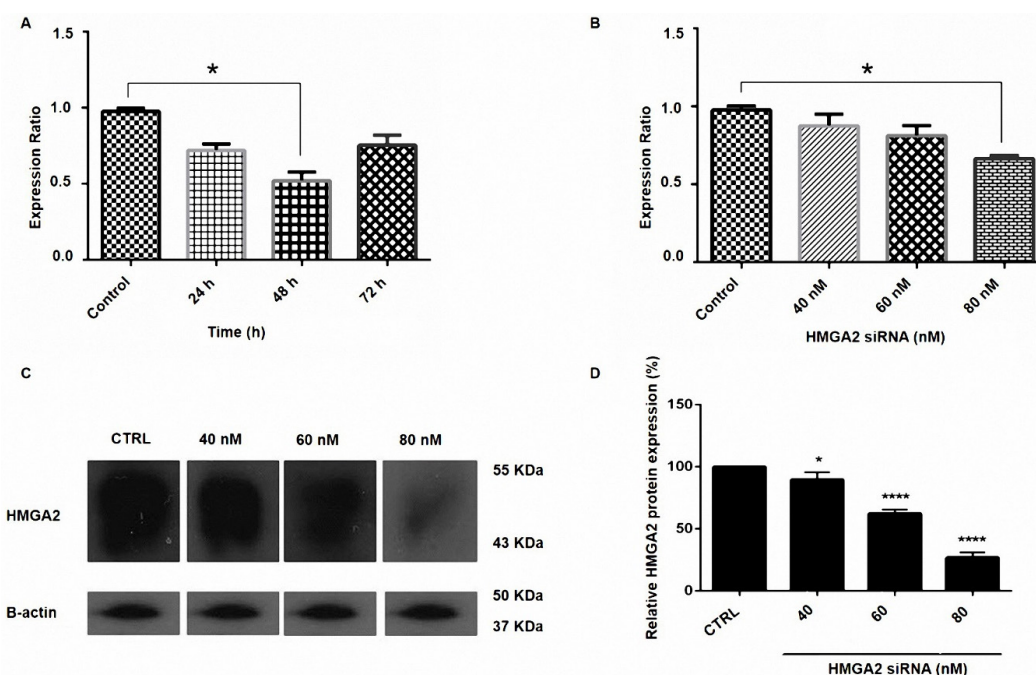 A
1.5
1.0
0.5
0.0
Expression Ratio
*
Control
24 h
48 h
72 h
Time (h)
B
1.5
1.0
0.5
0.0
Expression Ratio
*
Control
40 nM
60 nM
80 nM
HMGA2 siRNA (nM)
C
CTRL 40 nM 60 nM 80 nM
HMGA2
55 KDa
43 KDa
B-actin
50 KDa
37 KDa
D
Relative HMGA2 protein expression (%)
150
100
50
0
*
****
****
CTRL
40
60
80
HMGA2 siRNA (nM)